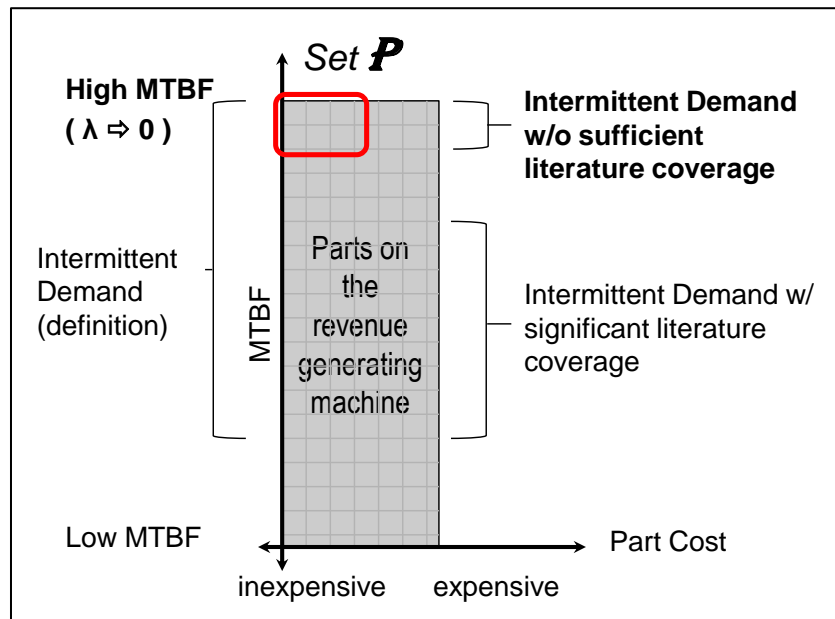 Set P
High MTBF
( λ ⇨ 0 )
Intermittent Demand
w/o sufficient
literature coverage
Intermittent
Demand
(definition)
MTBF
Parts on
the
revenue
generating
machine
Intermittent Demand w/
significant literature
coverage
Low MTBF
Part Cost
inexpensive
expensive